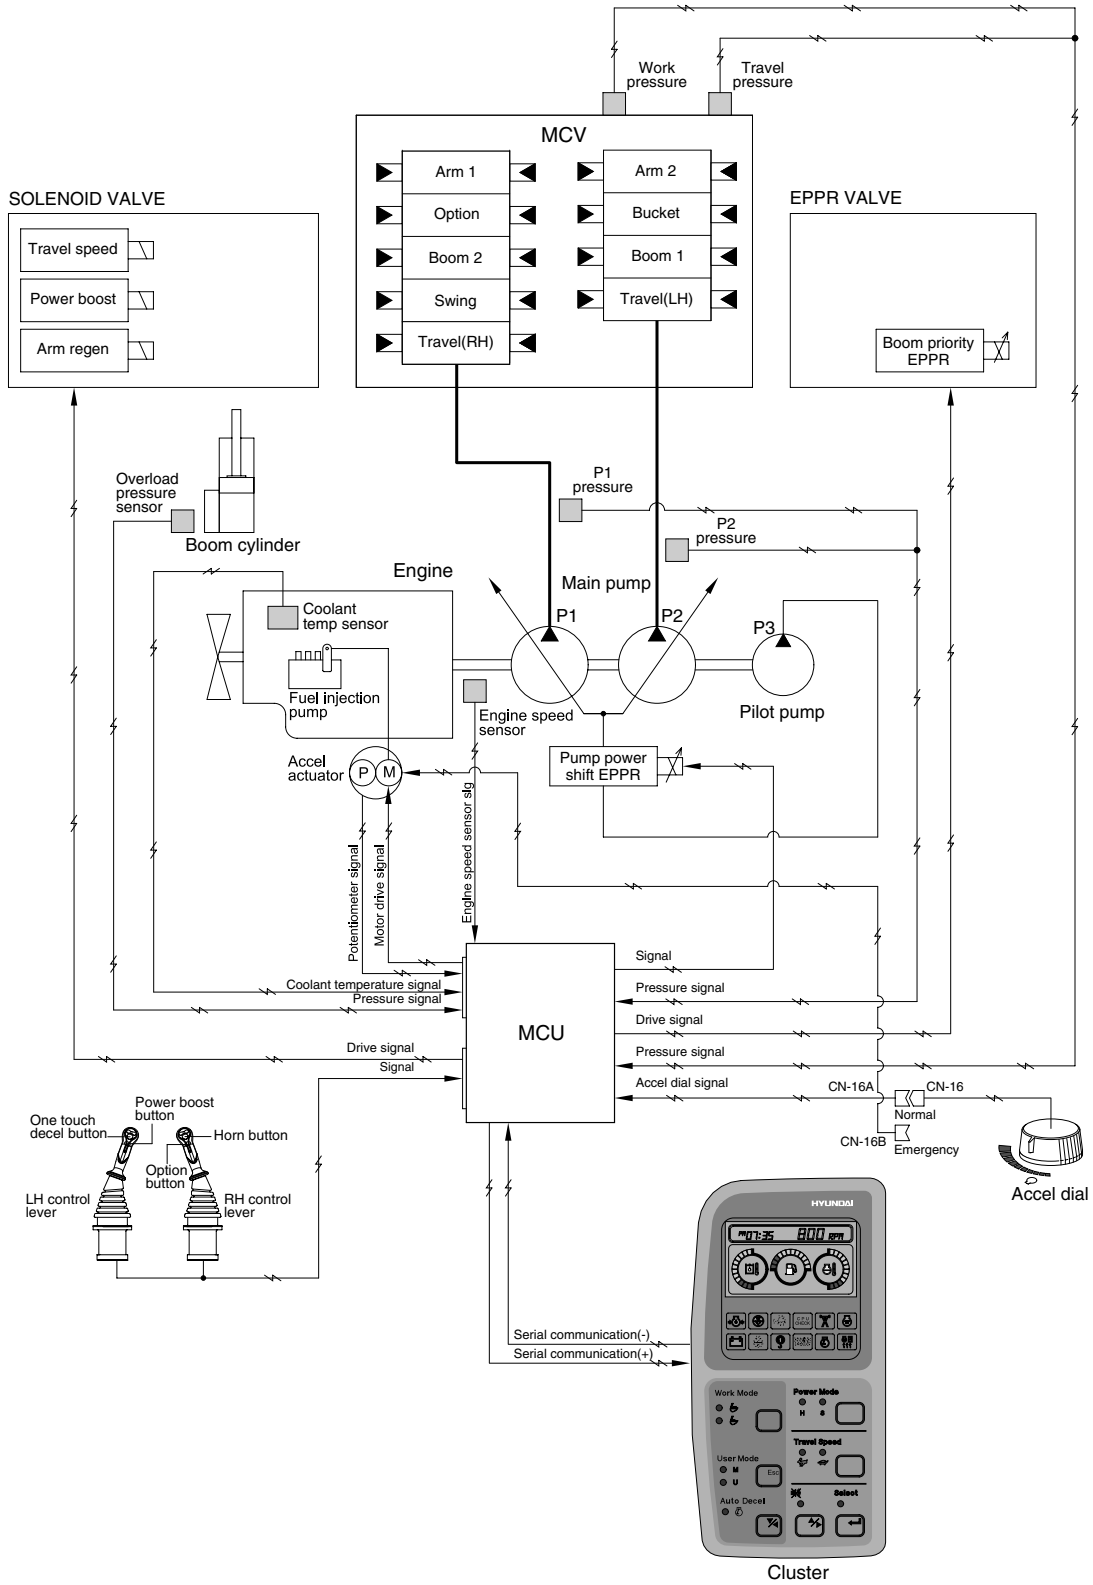 Work
pressure
Travel
pressure
MCV
Arm 1
Option
Boom 2
Swing
Travel(RH)
Arm 2
Bucket
Boom 1
Travel(LH)
SOLENOID VALVE
Travel speed
Power boost
Arm regen
EPPR VALVE
Boom priority
EPPR
Overload
pressure
sensor
Boom cylinder
P1
pressure
P2
pressure
Engine
Main pump
Coolant
temp sensor
Fuel injection
pump
P1
P2
P3
Pilot pump
Engine speed
sensor
Accel
actuator
P
M
Pump power
shift EPPR
Potentiometer signal
Motor drive signal
Engine speed sensor sig
Coolant temperature signal
Pressure signal
Drive signal
Signal
MCU
Signal
Pressure signal
Drive signal
Pressure signal
Accel dial signal
CN-16A
CN-16
Normal
CN-16B
Emergency
Accel dial
One touch
decel button
Power boost
button
Horn button
Option
button
LH control
lever
RH control
lever
Serial communication(-)
Serial communication(+)
HYUNDAI
PM07:35 800 RPM
CPU
CHECK
Work Mode
Power Mode
H S
Travel Speed
User Mode
M
U
Esc
Auto Decel
Select
Cluster